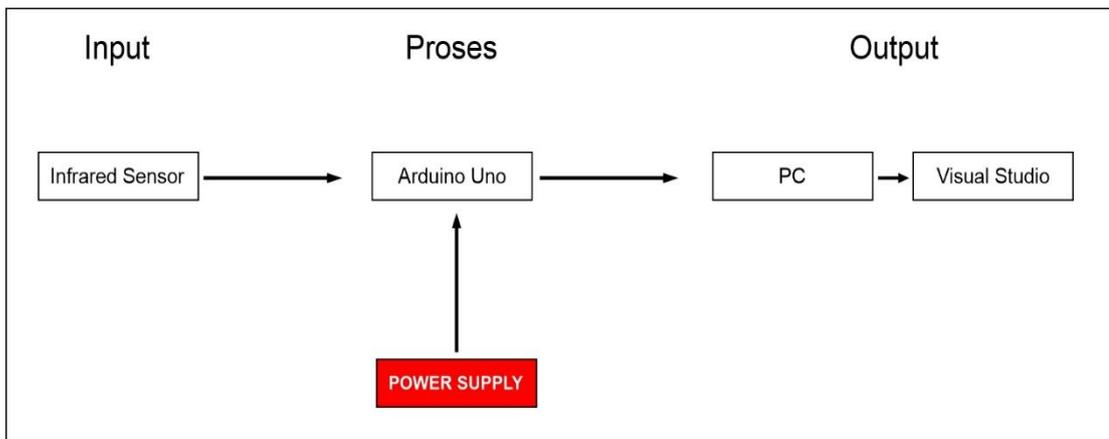 Input
Proses
Output
Infrared Sensor
Arduino Uno
PC
Visual Studio
POWER SUPPLY